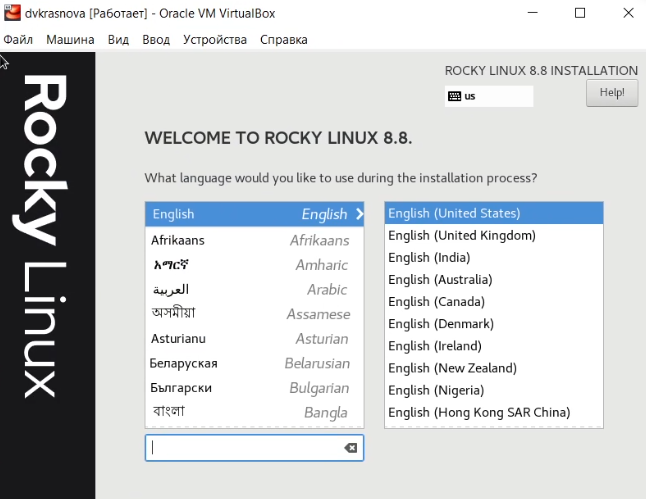 dvkrasnova [Работает] - Oracle VM VirtualBox
Файл Машина Вид Ввод Устройства Справка
Rocky Linux
ROCKY LINUX 8.8 INSTALLATION
us
Help!
WELCOME TO ROCKY LINUX 8.8.
What language would you like to use during the installation process?
English English
Afrikaans Afrikaans
አማርኛ Amharic
العربية Arabic
অসমীয়া Assamese
Asturianu Asturian
Беларуская Belarusian
Български Bulgarian
বাংলা Bangla
English (United States)
English (United Kingdom)
English (India)
English (Australia)
English (Canada)
English (Denmark)
English (Ireland)
English (New Zealand)
English (Nigeria)
English (Hong Kong SAR China)